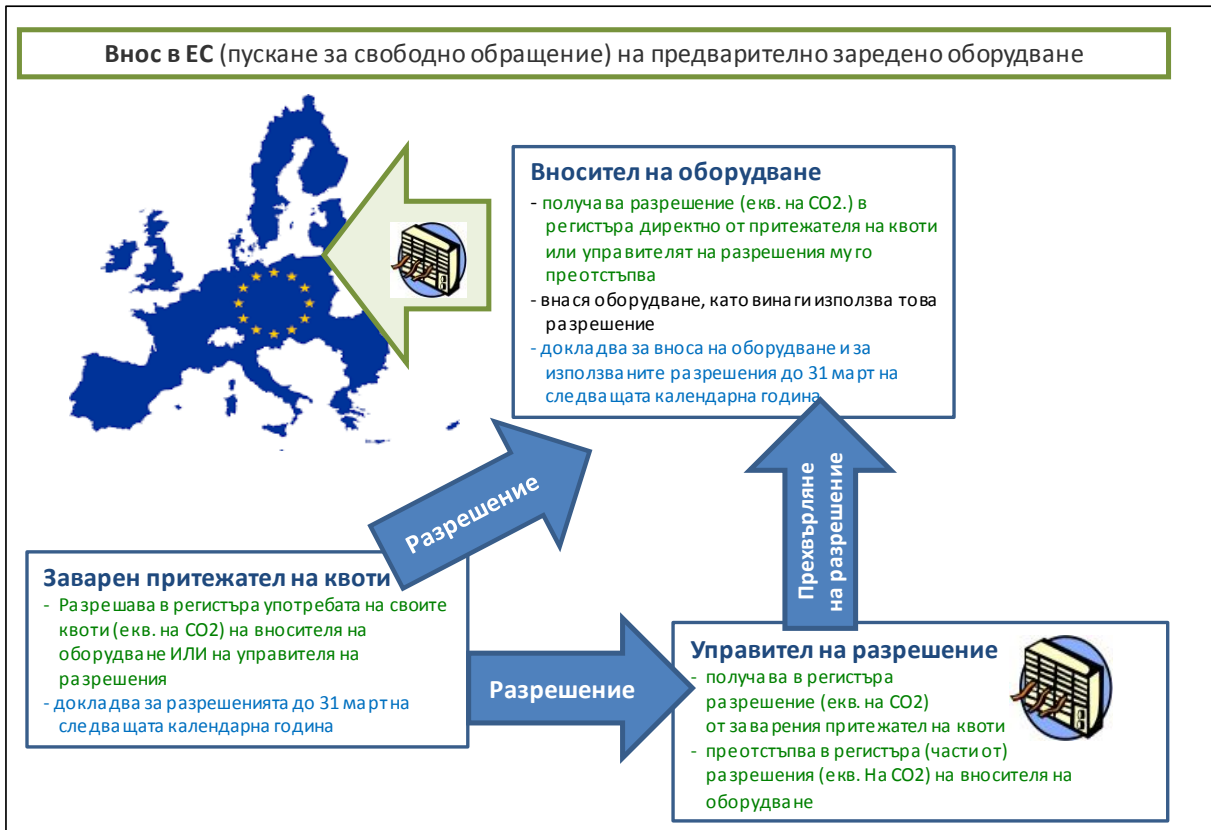 Внос в ЕС (пускане за свободно обращение) на предварително заредено оборудване
Вносител на оборудване
- получава разрешение (екв. на CO2.) в
регистъра директно от притежателя на квоти
или управителят на разрешения му го
преотстъпва
- внася оборудване, като винаги използва това
разрешение
- докладва за вноса на оборудване и за
използваните разрешения до 31 март на
следващата календарна година
Разрешение
Прехвърляне
на разрешение
Заварен притежател на квоти
- Разрешава в регистъра употребата на своите
квоти (екв. на CO2) на вносителя на
оборудване ИЛИ на управителя на
разрешения
- докладва за разрешенията до 31 март на
следващата календарна година
Разрешение
Управител на разрешение
- получава в регистъра
разрешение (екв. на CO2)
от заварения притежател на квоти
- преотстъпва в регистъра (части от)
разрешения (екв. На CO2) на вносителя на
оборудване